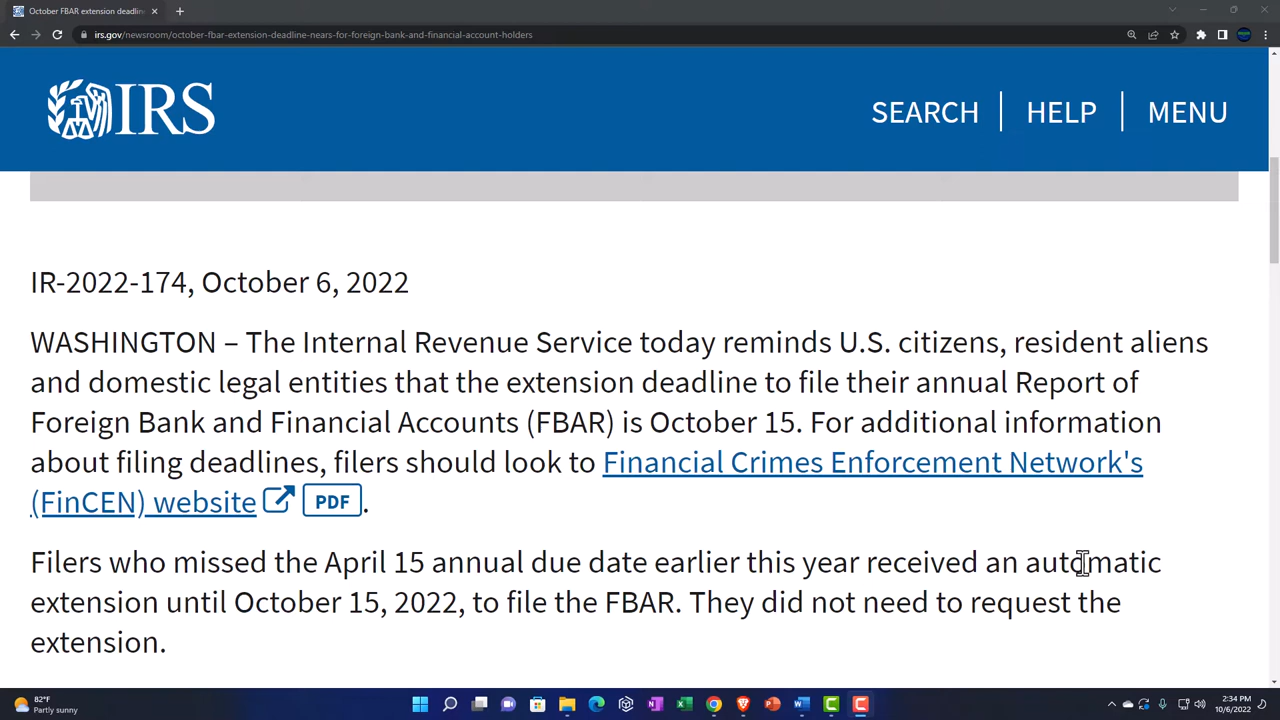 October FBAR extension deadlin
irs.gov/newsroom/october-fbar-extension-deadline-nears-for-foreign-bank-and-financial-account-holders
IRS
SEARCH
HELP
MENU
IR-2022-174, October 6, 2022
WASHINGTON – The Internal Revenue Service today reminds U.S. citizens, resident aliens
and domestic legal entities that the extension deadline to file their annual Report of
Foreign Bank and Financial Accounts (FBAR) is October 15. For additional information
about filing deadlines, filers should look to Financial Crimes Enforcement Network's
(FinCEN) website PDF.
Filers who missed the April 15 annual due date earlier this year received an automatic
extension until October 15, 2022, to file the FBAR. They did not need to request the
extension.
82°F
Partly sunny
2:34 PM
10/6/2022